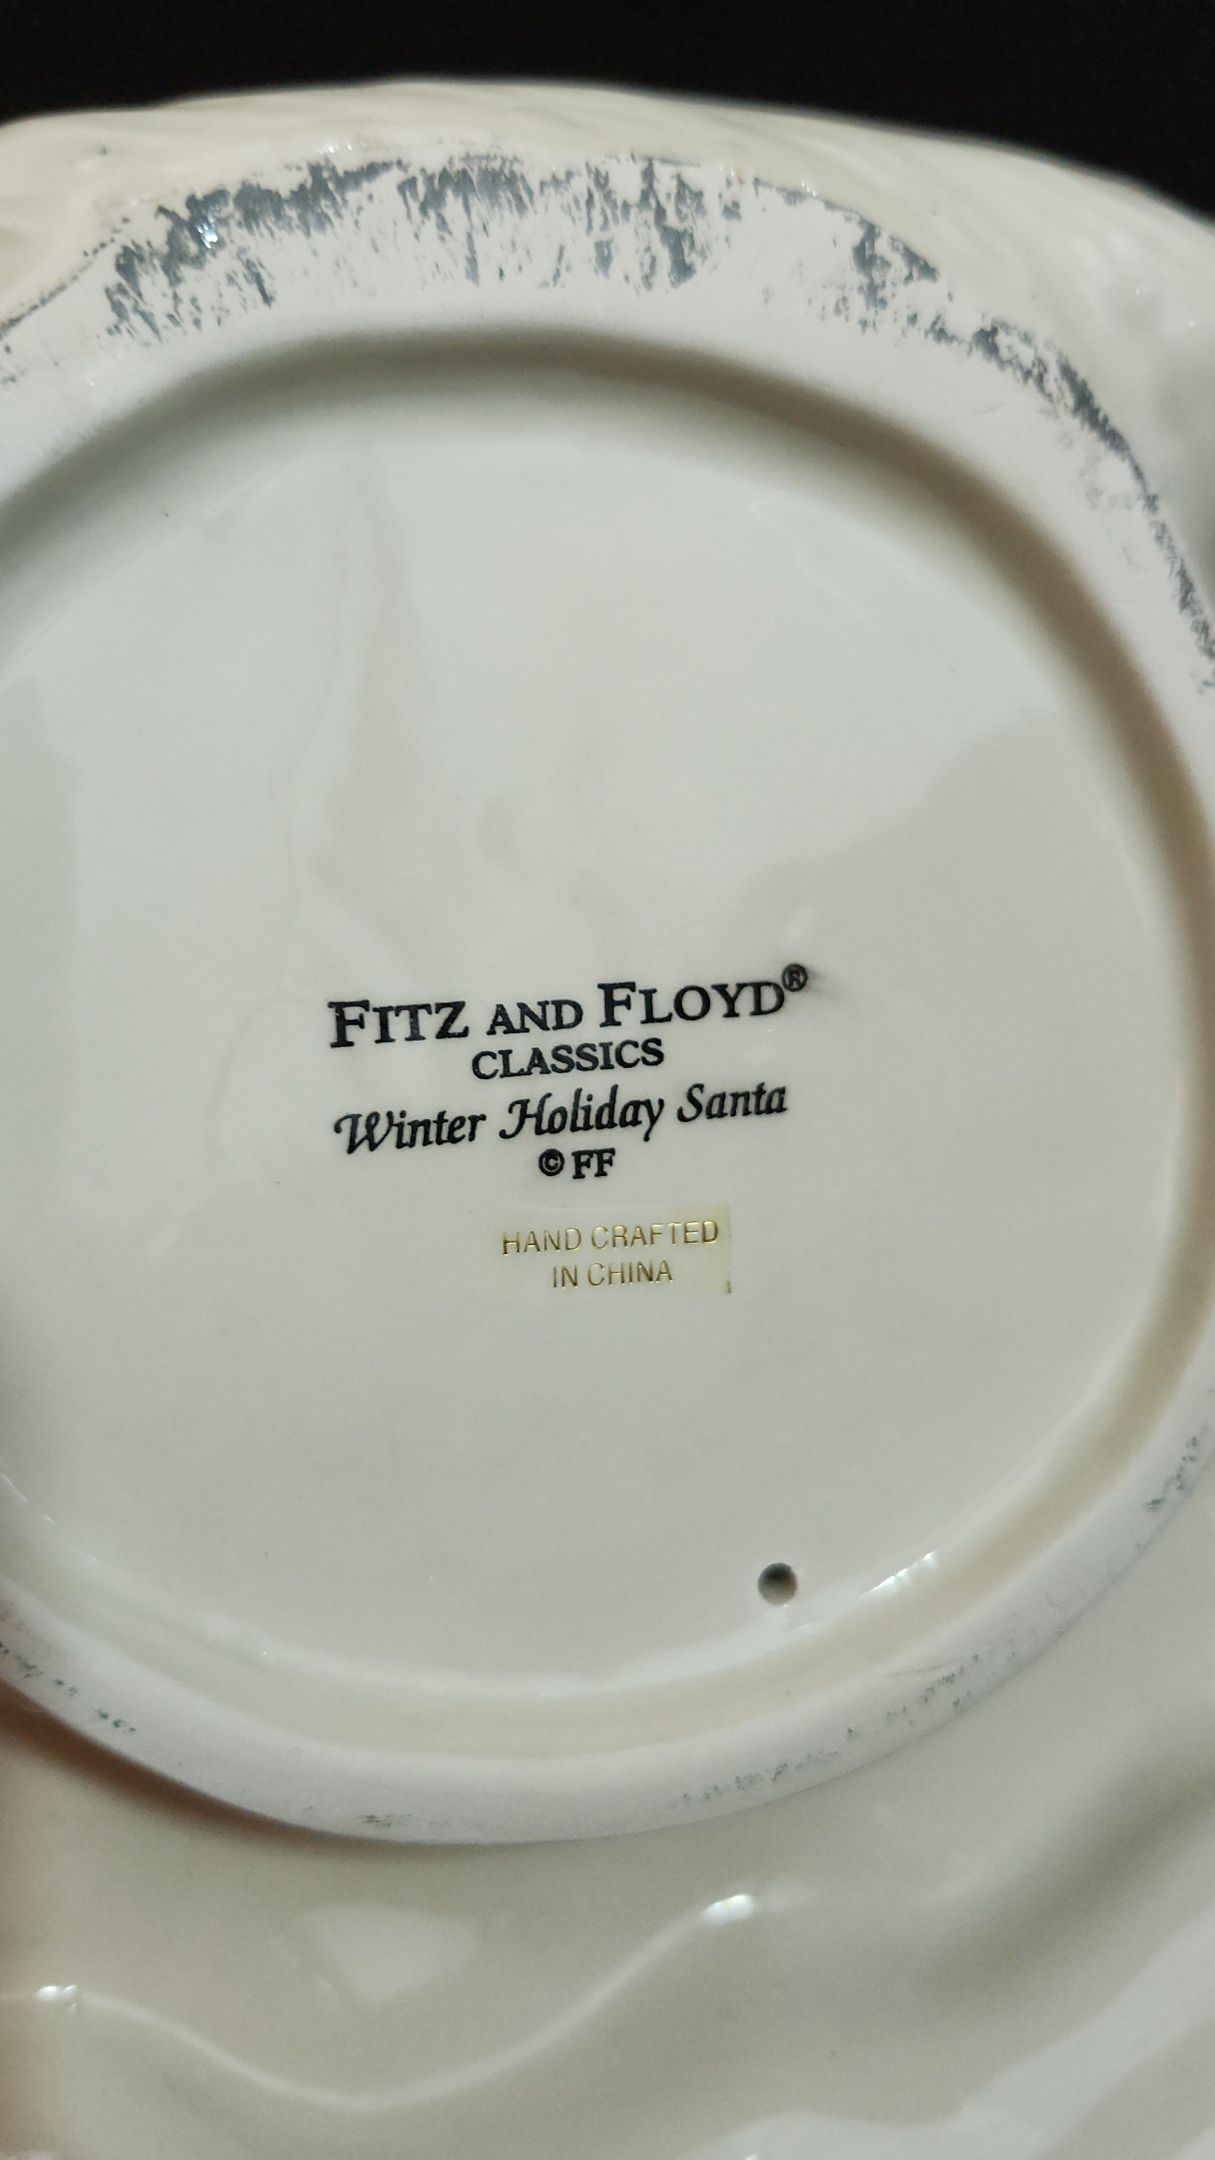 FITZ AND FLOYD®
CLASSICS
Winter Holiday Santa
© FF
HAND CRAFTED
IN CHINA